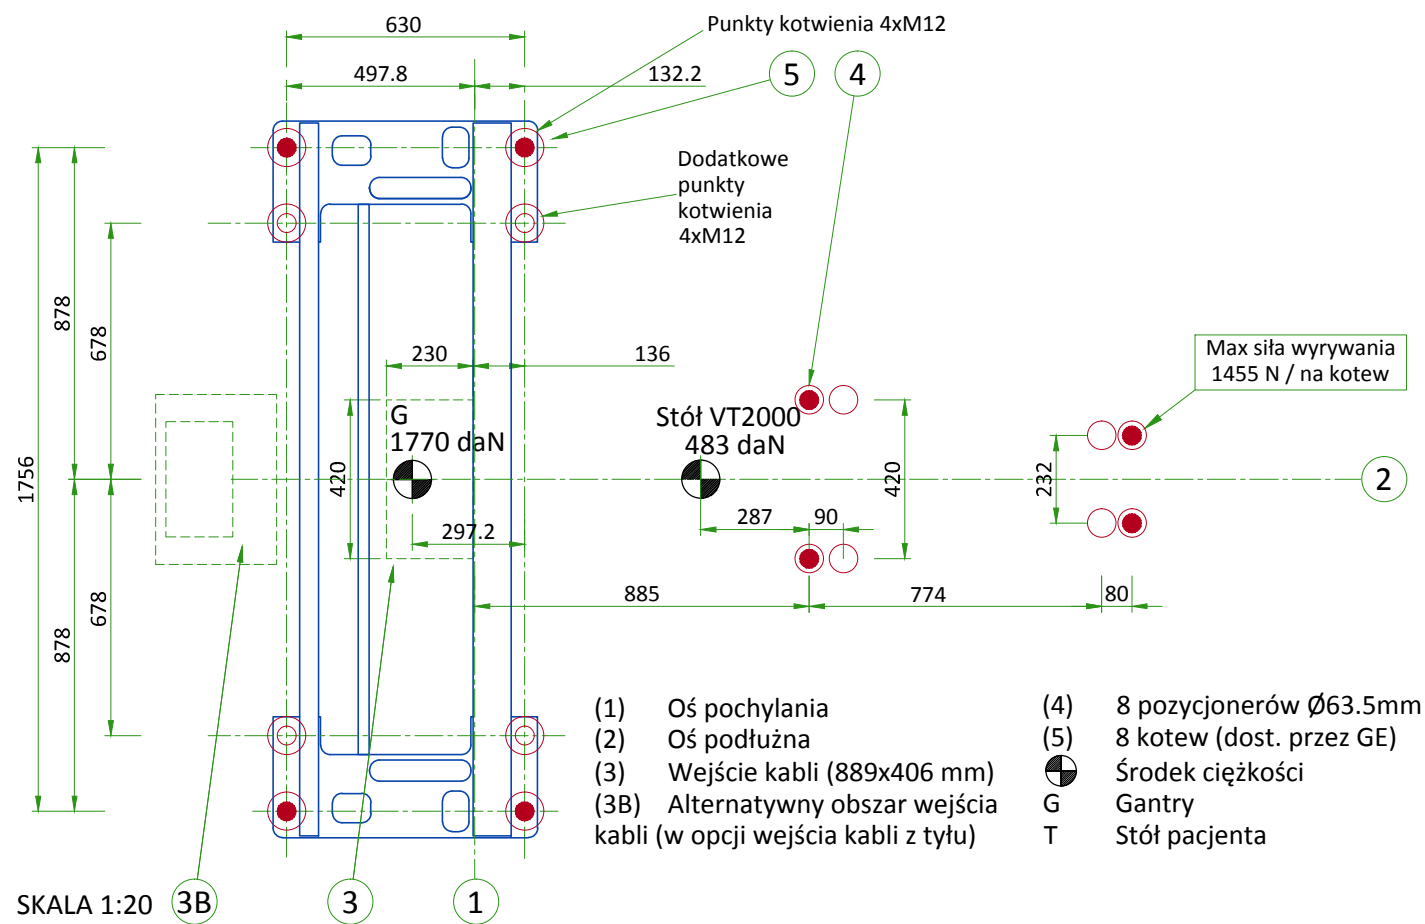 630
Punkty kotwienia 4xM12
497.8
132.2
5
4
Dodatkowe
punkty
kotwienia
4xM12
878
678
1756
230
136
Max siła wyrywania
1455 N / na kotew
G
1770 daN
Stół VT2000
483 daN
420
420
232
2
287
90
297.2
885
774
80
678
878
(1) Oś pochylania
(2) Oś podłużna
(3) Wejście kabli (889x406 mm)
(3B) Alternatywny obszar wejścia
kabli (w opcji wejścia kabli z tyłu)
(4) 8 pozycjonerów Ø63.5mm
(5) 8 kotew (dost. przez GE)
Środek ciężkości
G Gantry
T Stół pacjenta
SKALA 1:20
3B
3
1